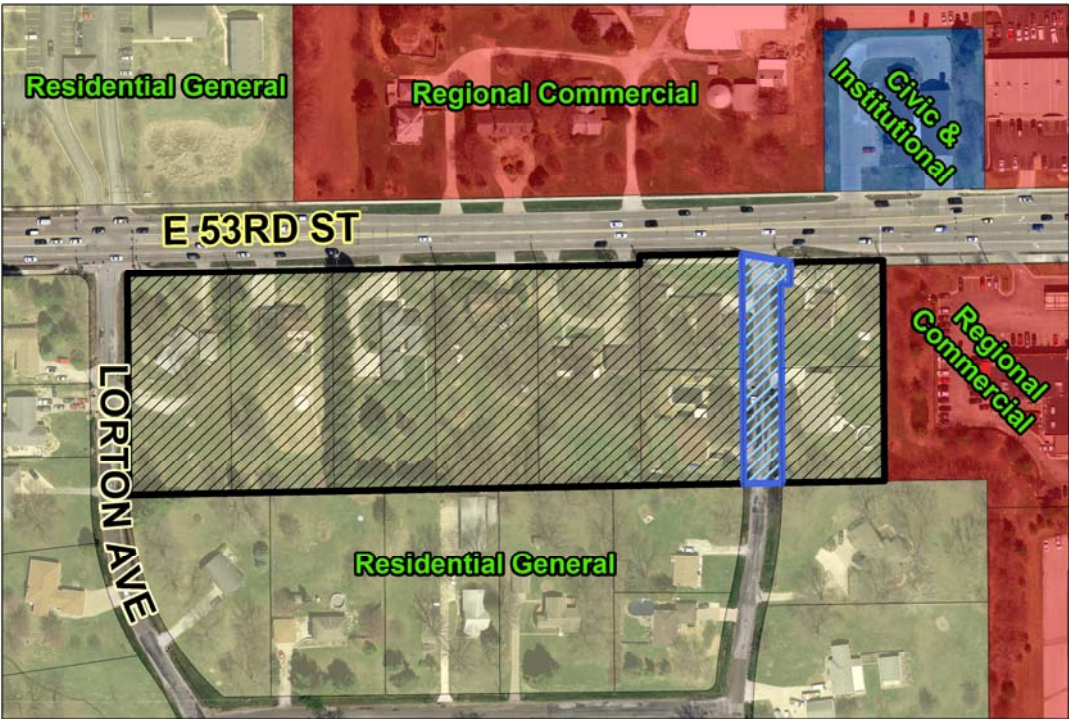 Residential General
Regional Commercial
Civic &
Institutional
E 53RD ST
Regional
Commercial
LORTON AVE
Residential General